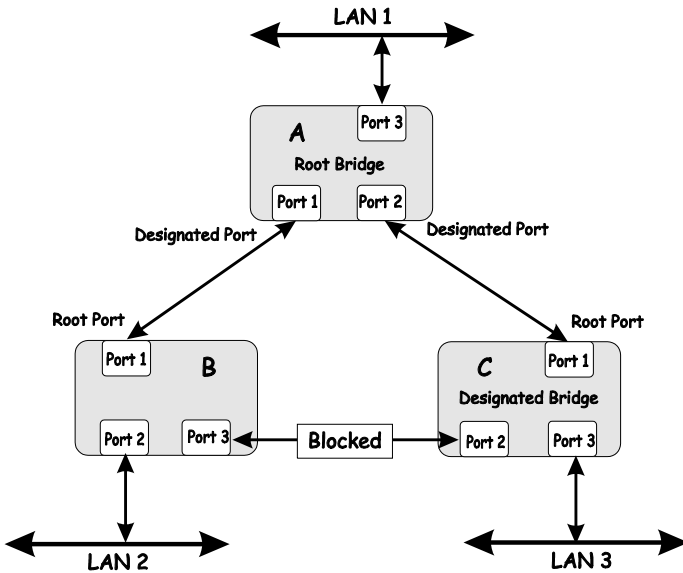 LAN 1
Port 3
A
Root Bridge
Port 1
Port 2
Designated Port
Designated Port
Root Port
Root Port
Port 1
B
C
Port 1
Designated Bridge
Port 2
Port 3
Blocked
Port 2
Port 3
LAN 2
LAN 3